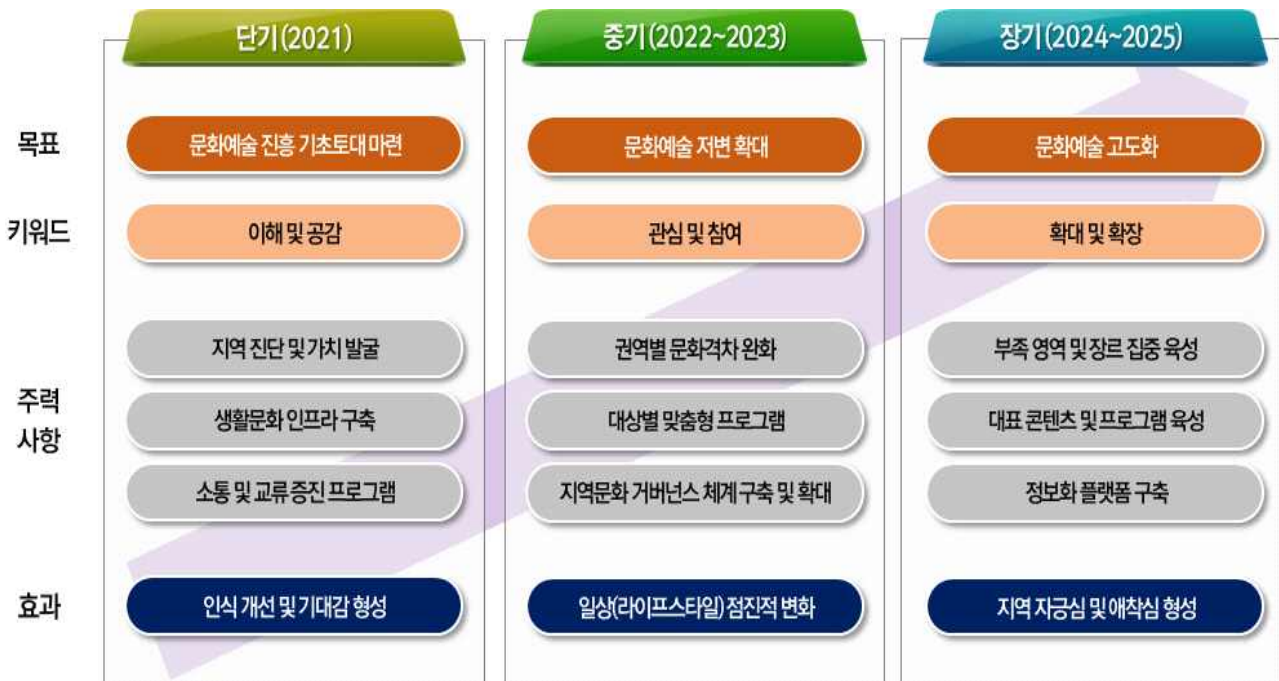 단기(2021)
중기(2022~2023)
장기(2024~2025)
목표
문화예술 진흥 기초토대 마련
문화예술 저변 확대
문화예술 고도화
키워드
이해 및 공감
관심 및 참여
확대 및 확장
주력
사항
지역 진단 및 가치 발굴
권역별 문화격차 완화
부족 영역 및 장르 집중 육성
생활문화 인프라 구축
대상별 맞춤형 프로그램
대표 콘텐츠 및 프로그램 육성
소통 및 교류 증진 프로그램
지역문화 거버넌스 체계 구축 및 확대
정보화 플랫폼 구축
효과
인식 개선 및 기대감 형성
일상(라이프스타일) 점진적 변화
지역 자긍심 및 애착심 형성